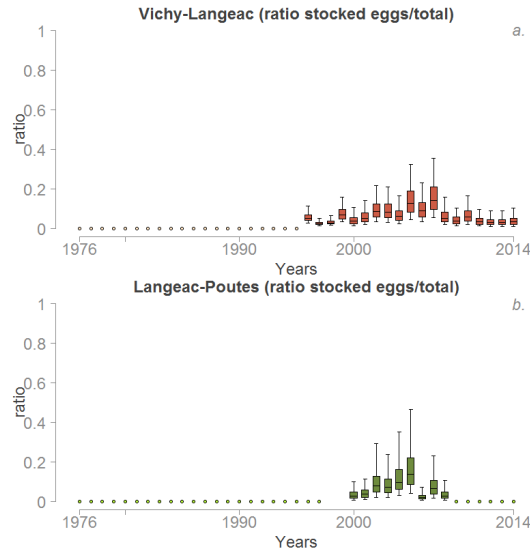 Vichy-Langeac (ratio stocked eggs/total)
a.
1
0.8
0.6
0.4
0.2
0
ratio
1976 1990 2000 2014
Years
Langeac-Poutes (ratio stocked eggs/total)
b.
1
0.8
0.6
0.4
0.2
0
ratio
1976 1990 2000 2014
Years